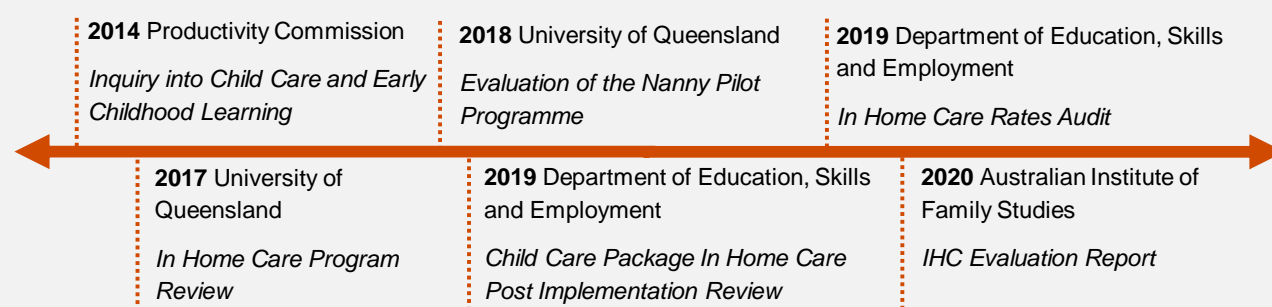 2014 Productivity Commission
Inquiry into Child Care and Early
Childhood Learning
2018 University of Queensland
Evaluation of the Nanny Pilot
Programme
2019 Department of Education, Skills
and Employment
In Home Care Rates Audit
2017 University of
Queensland
In Home Care Program
Review
2019 Department of Education, Skills
and Employment
Child Care Package In Home Care
Post Implementation Review
2020 Australian Institute of
Family Studies
IHC Evaluation Report